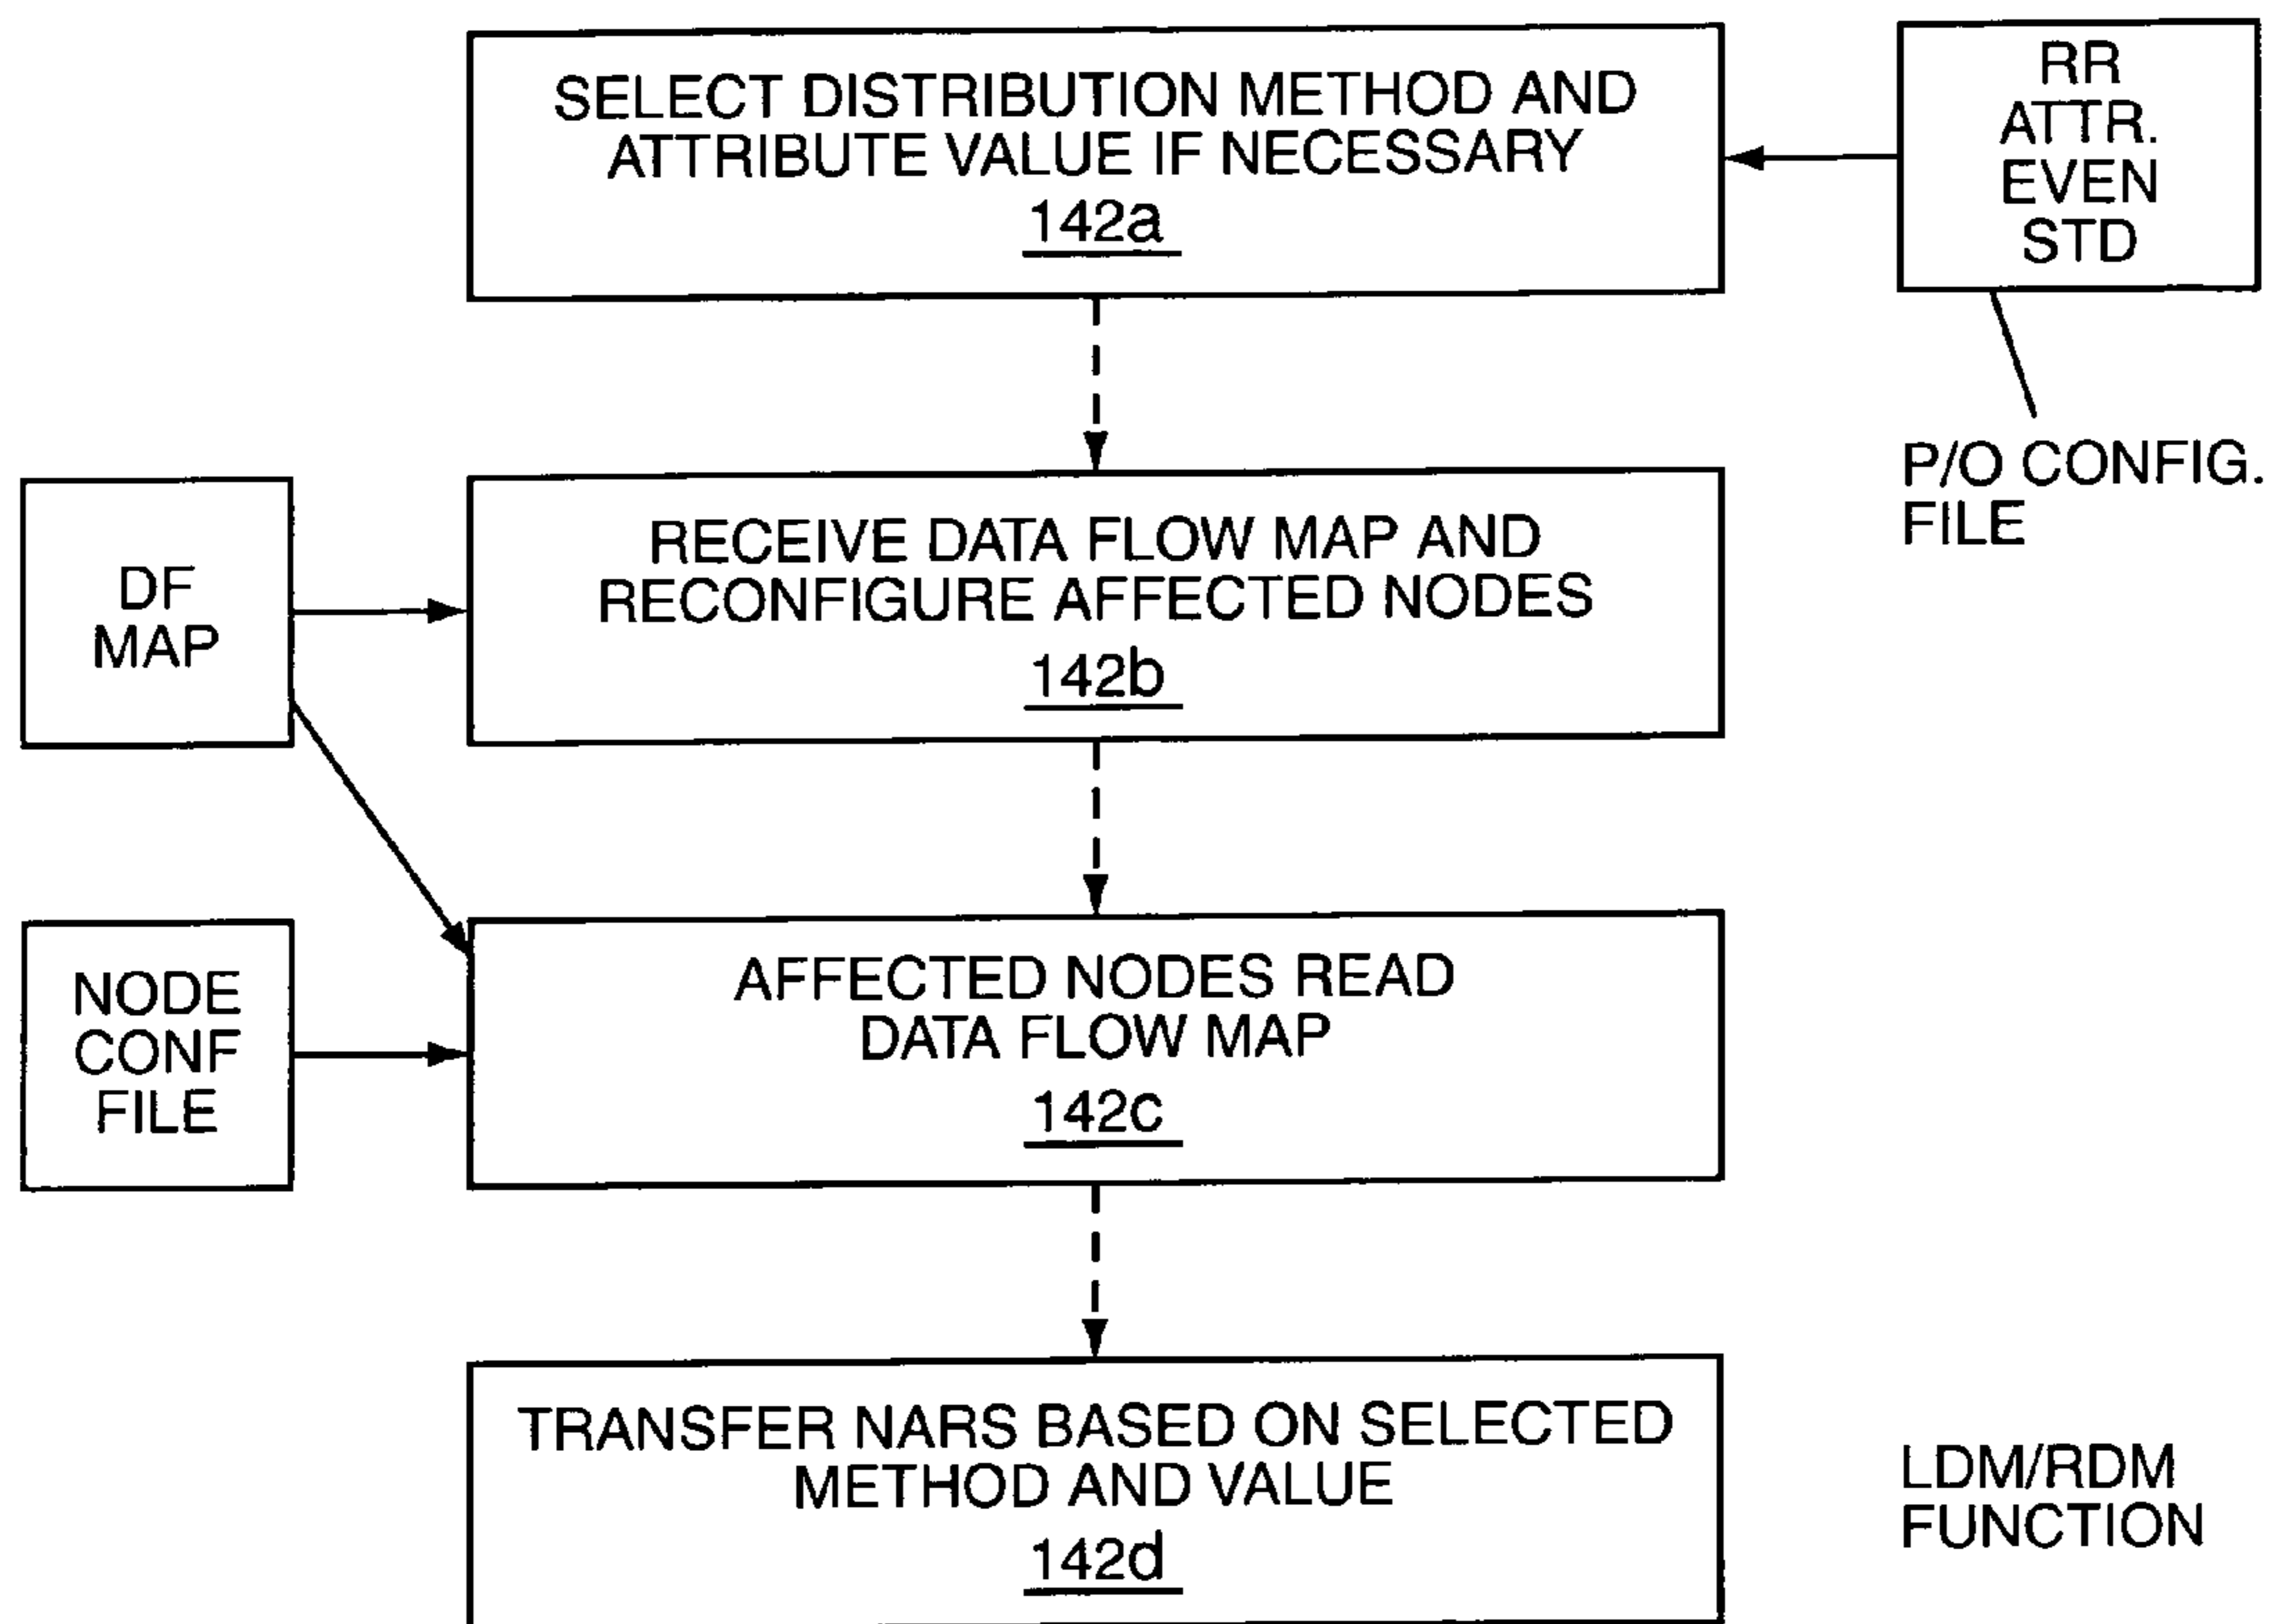 SELECT DISTRIBUTION METHOD AND
ATTRIBUTE VALUE IF NECESSARY
142a
RR
ATTR.
EVEN
STD
P/O CONFIG.
FILE
DF
MAP
RECEIVE DATA FLOW MAP AND
RECONFIGURE AFFECTED NODES
142b
NODE
CONF
FILE
AFFECTED NODES READ
DATA FLOW MAP
142c
TRANSFER NARS BASED ON SELECTED
METHOD AND VALUE
142d
LDM/RDM
FUNCTION